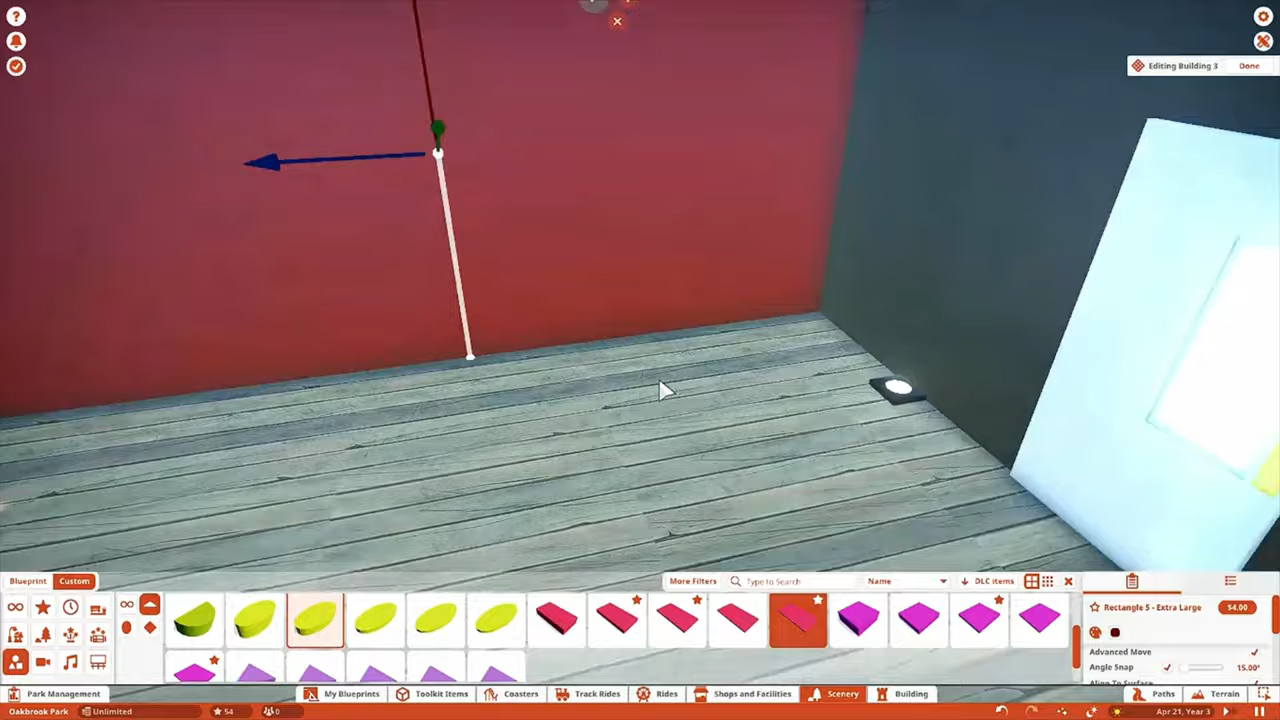 Editing Building 3 Done
Blueprint Custom
More Filters Type to Search Name DLC items
Rectangle 5 - Extra Large $4.00
Advanced Move
Angle Snap 15.00°
Park Management My Blueprints Toolkit Items Coasters Track Rides Rides Shops and Facilities Scenery Building Paths Terrain
Oakbrook Park Unlimited 54 0 Apr 21, Year 3